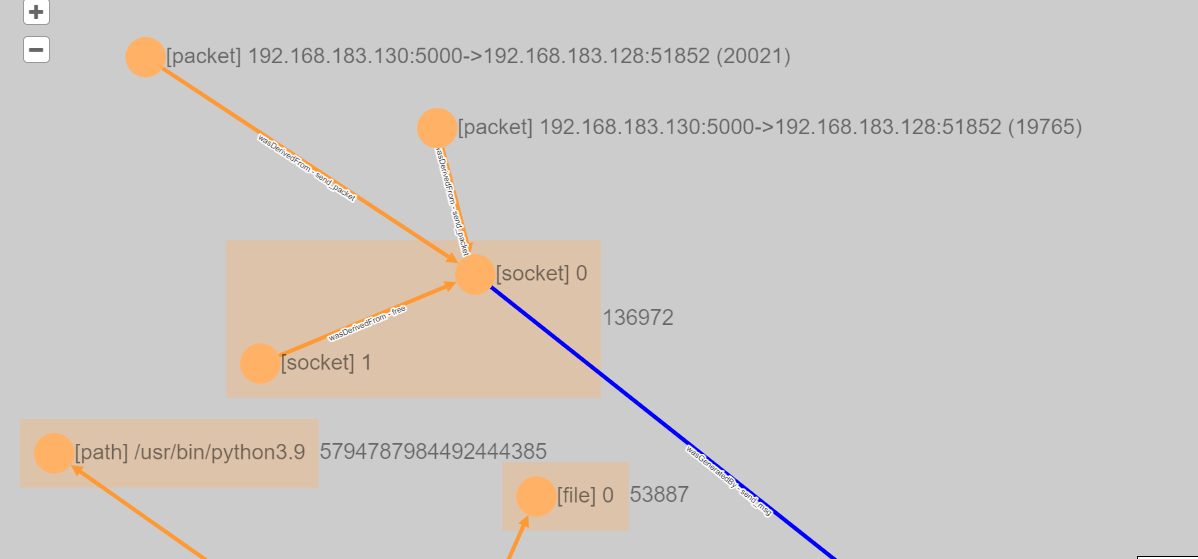 +
−
[packet] 192.168.183.130:5000->192.168.183.128:51852 (20021)
[packet] 192.168.183.130:5000->192.168.183.128:51852 (19765)
wasDerivedFrom - send_packet
wasDerivedFrom - send_packet
[socket] 0
136972
wasDerivedFrom - free
[socket] 1
[path] /usr/bin/python3.9
5794787984492444385
wasGeneratedBy - send_msg
[file] 0
53887